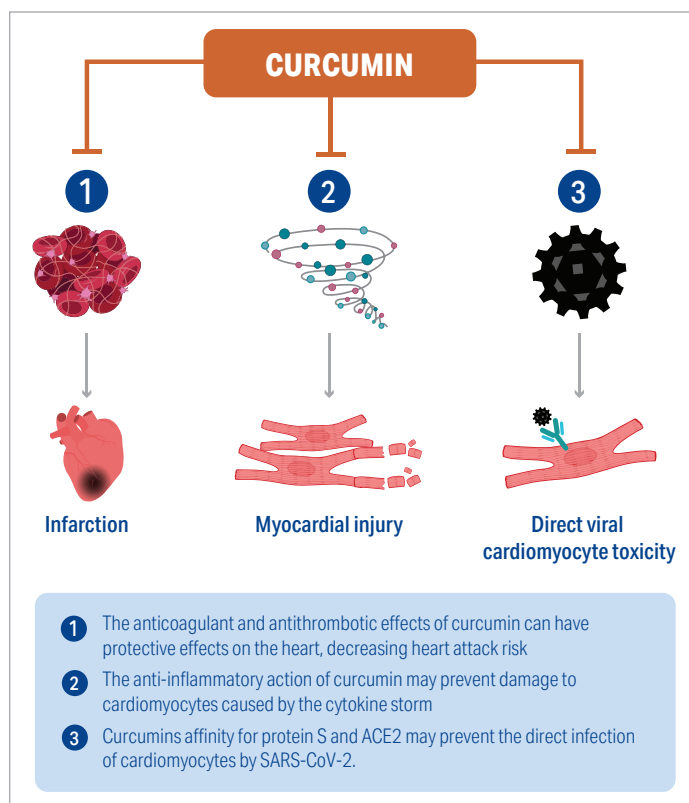 CURCUMIN
1
2
3
Infarction
Myocardial injury
Direct viral
cardiomyocyte toxicity
1 The anticoagulant and antithrombotic effects of curcumin can have
protective effects on the heart, decreasing heart attack risk
2 The anti-inflammatory action of curcumin may prevent damage to
cardiomyocytes caused by the cytokine storm
3 Curcumins affinity for protein S and ACE2 may prevent the direct infection
of cardiomyocytes by SARS-CoV-2.